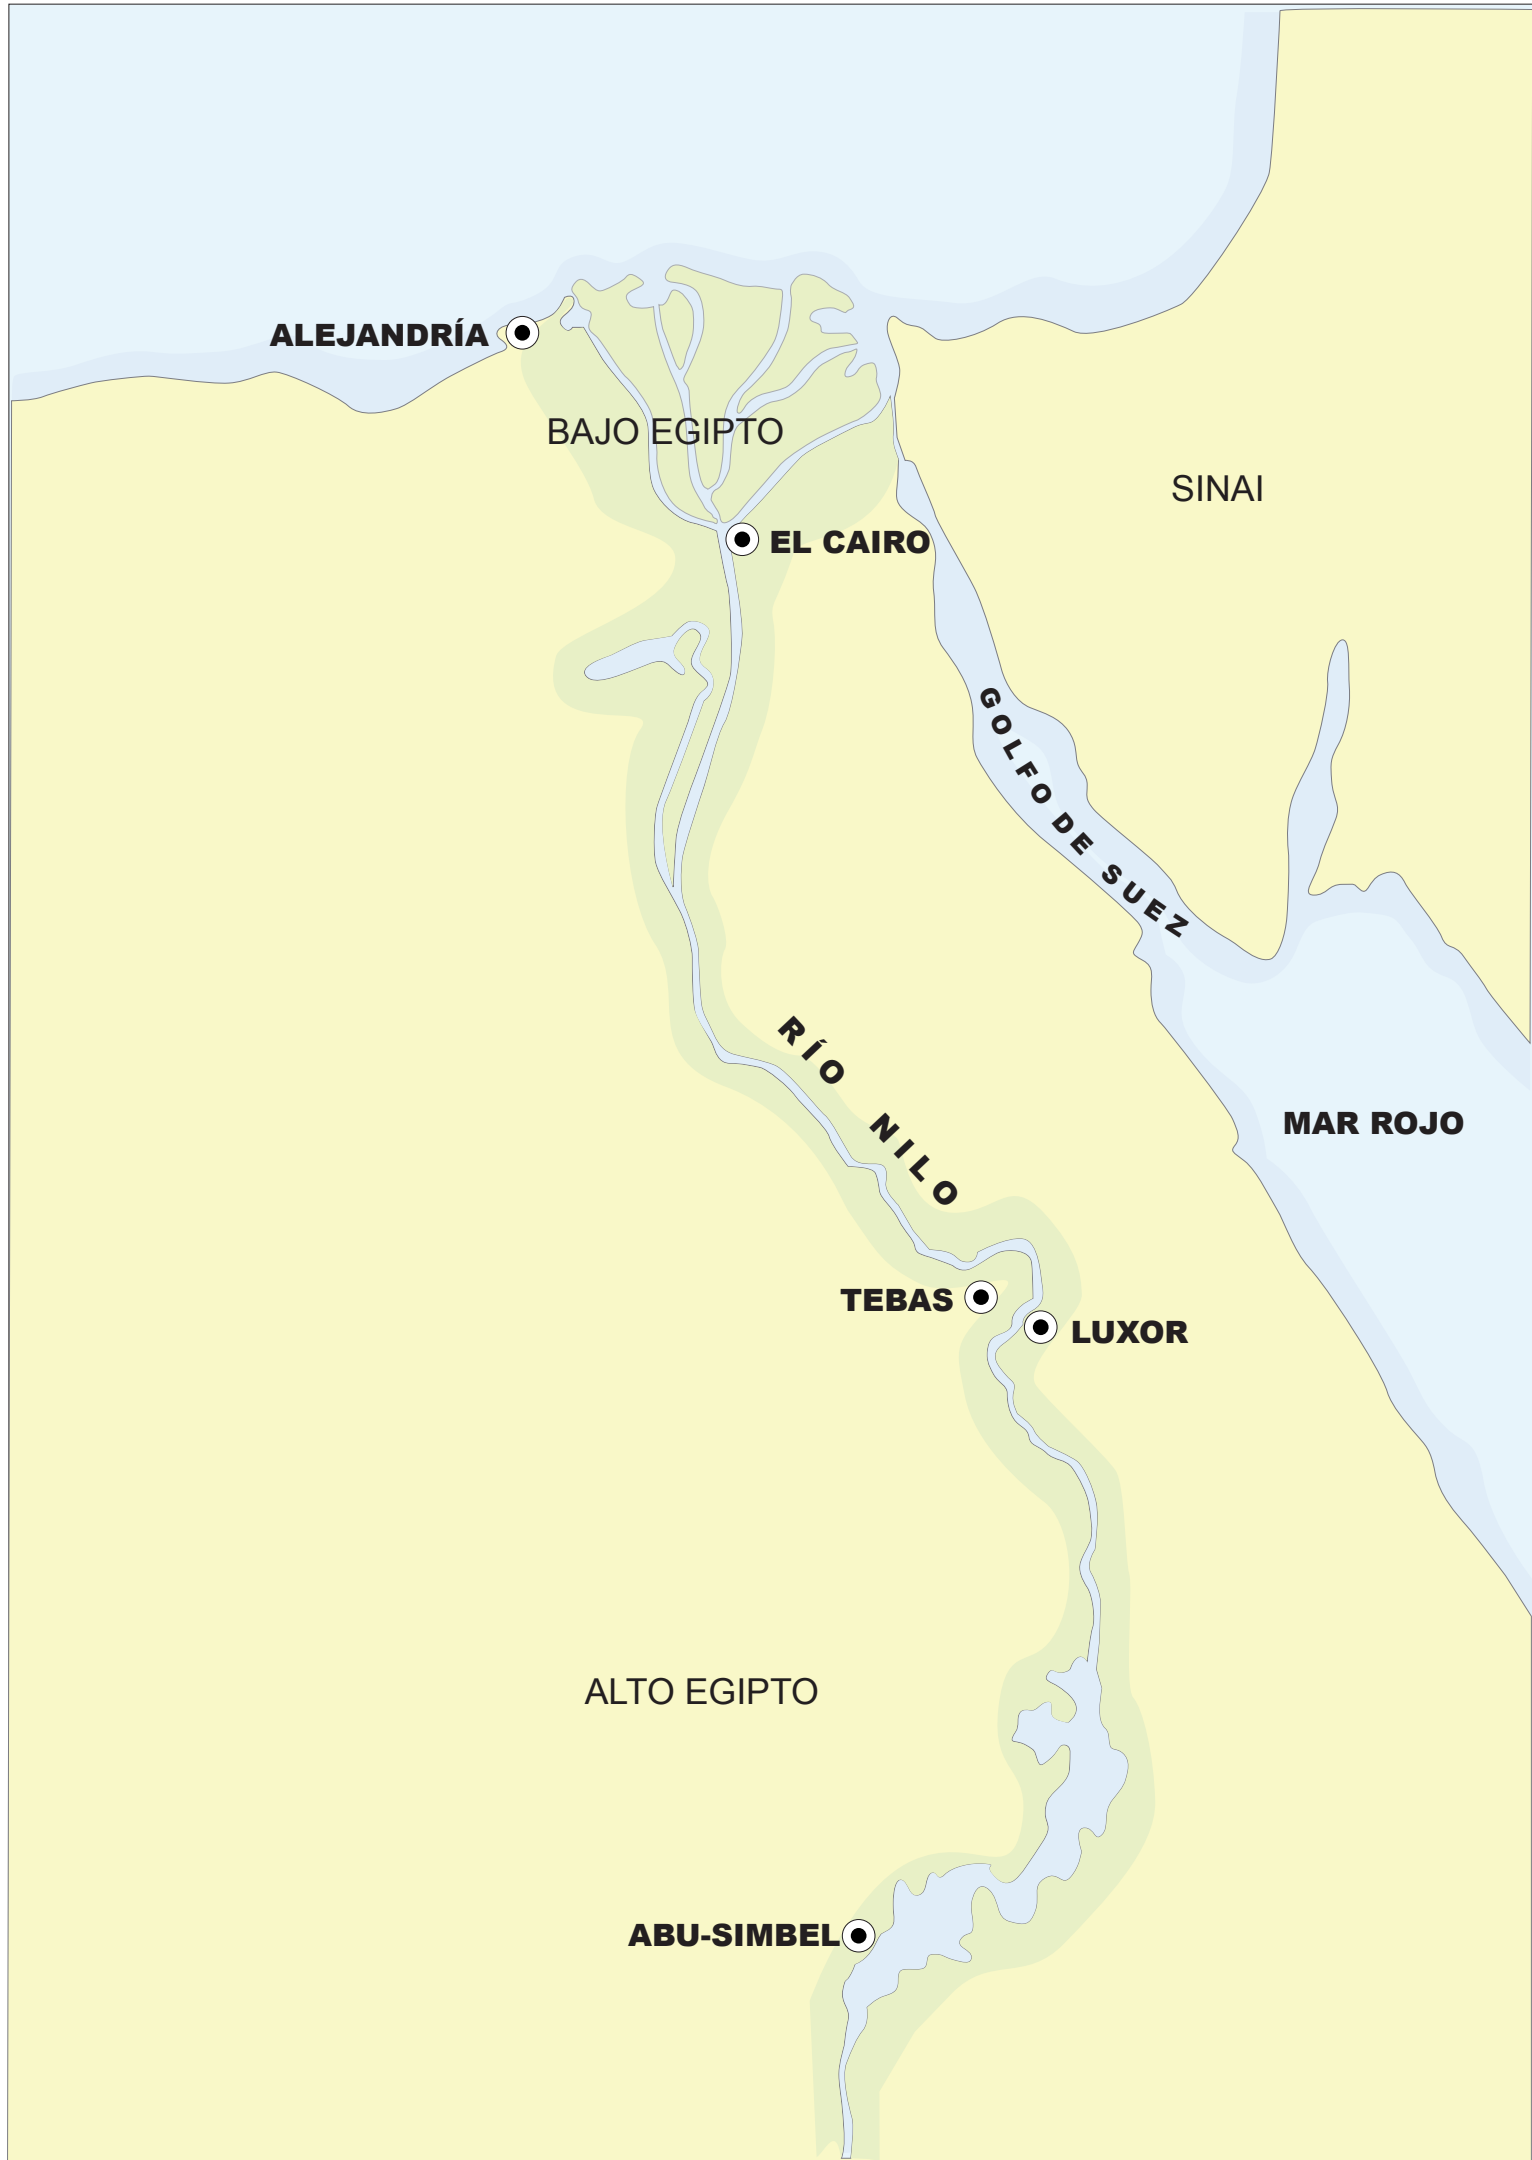 ALEJANDRÍA
BAJO EGIPTO
SINAI
EL CAIRO
GOLFO DE SUEZ
RÍO NILO
MAR ROJO
TEBAS
LUXOR
ALTO EGIPTO
ABU-SIMBEL